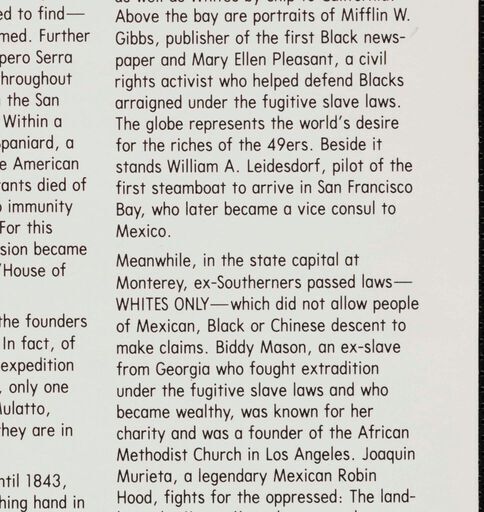 ed to find—
med. Further
pero Serra
hroughout
the San
Within a
paniard, a
e American
ants died of
immunity
For this
sion became
'House of
the founders
In fact, of
expedition
, only one
Mulatto,
they are in
ntil 1843,
hing hand in
Above the bay are portraits of Mifflin W.
Gibbs, publisher of the first Black news-
paper and Mary Ellen Pleasant, a civil
rights activist who helped defend Blacks
arraigned under the fugitive slave laws.
The globe represents the world's desire
for the riches of the 49ers. Beside it
stands William A. Leidesdorf, pilot of the
first steamboat to arrive in San Francisco
Bay, who later became a vice consul to
Mexico.
Meanwhile, in the state capital at
Monterey, ex-Southerners passed laws—
WHITES ONLY—which did not allow people
of Mexican, Black or Chinese descent to
make claims. Biddy Mason, an ex-slave
from Georgia who fought extradition
under the fugitive slave laws and who
became wealthy, was known for her
charity and was a founder of the African
Methodist Church in Los Angeles. Joaquin
Murieta, a legendary Mexican Robin
Hood, fights for the oppressed: The land-